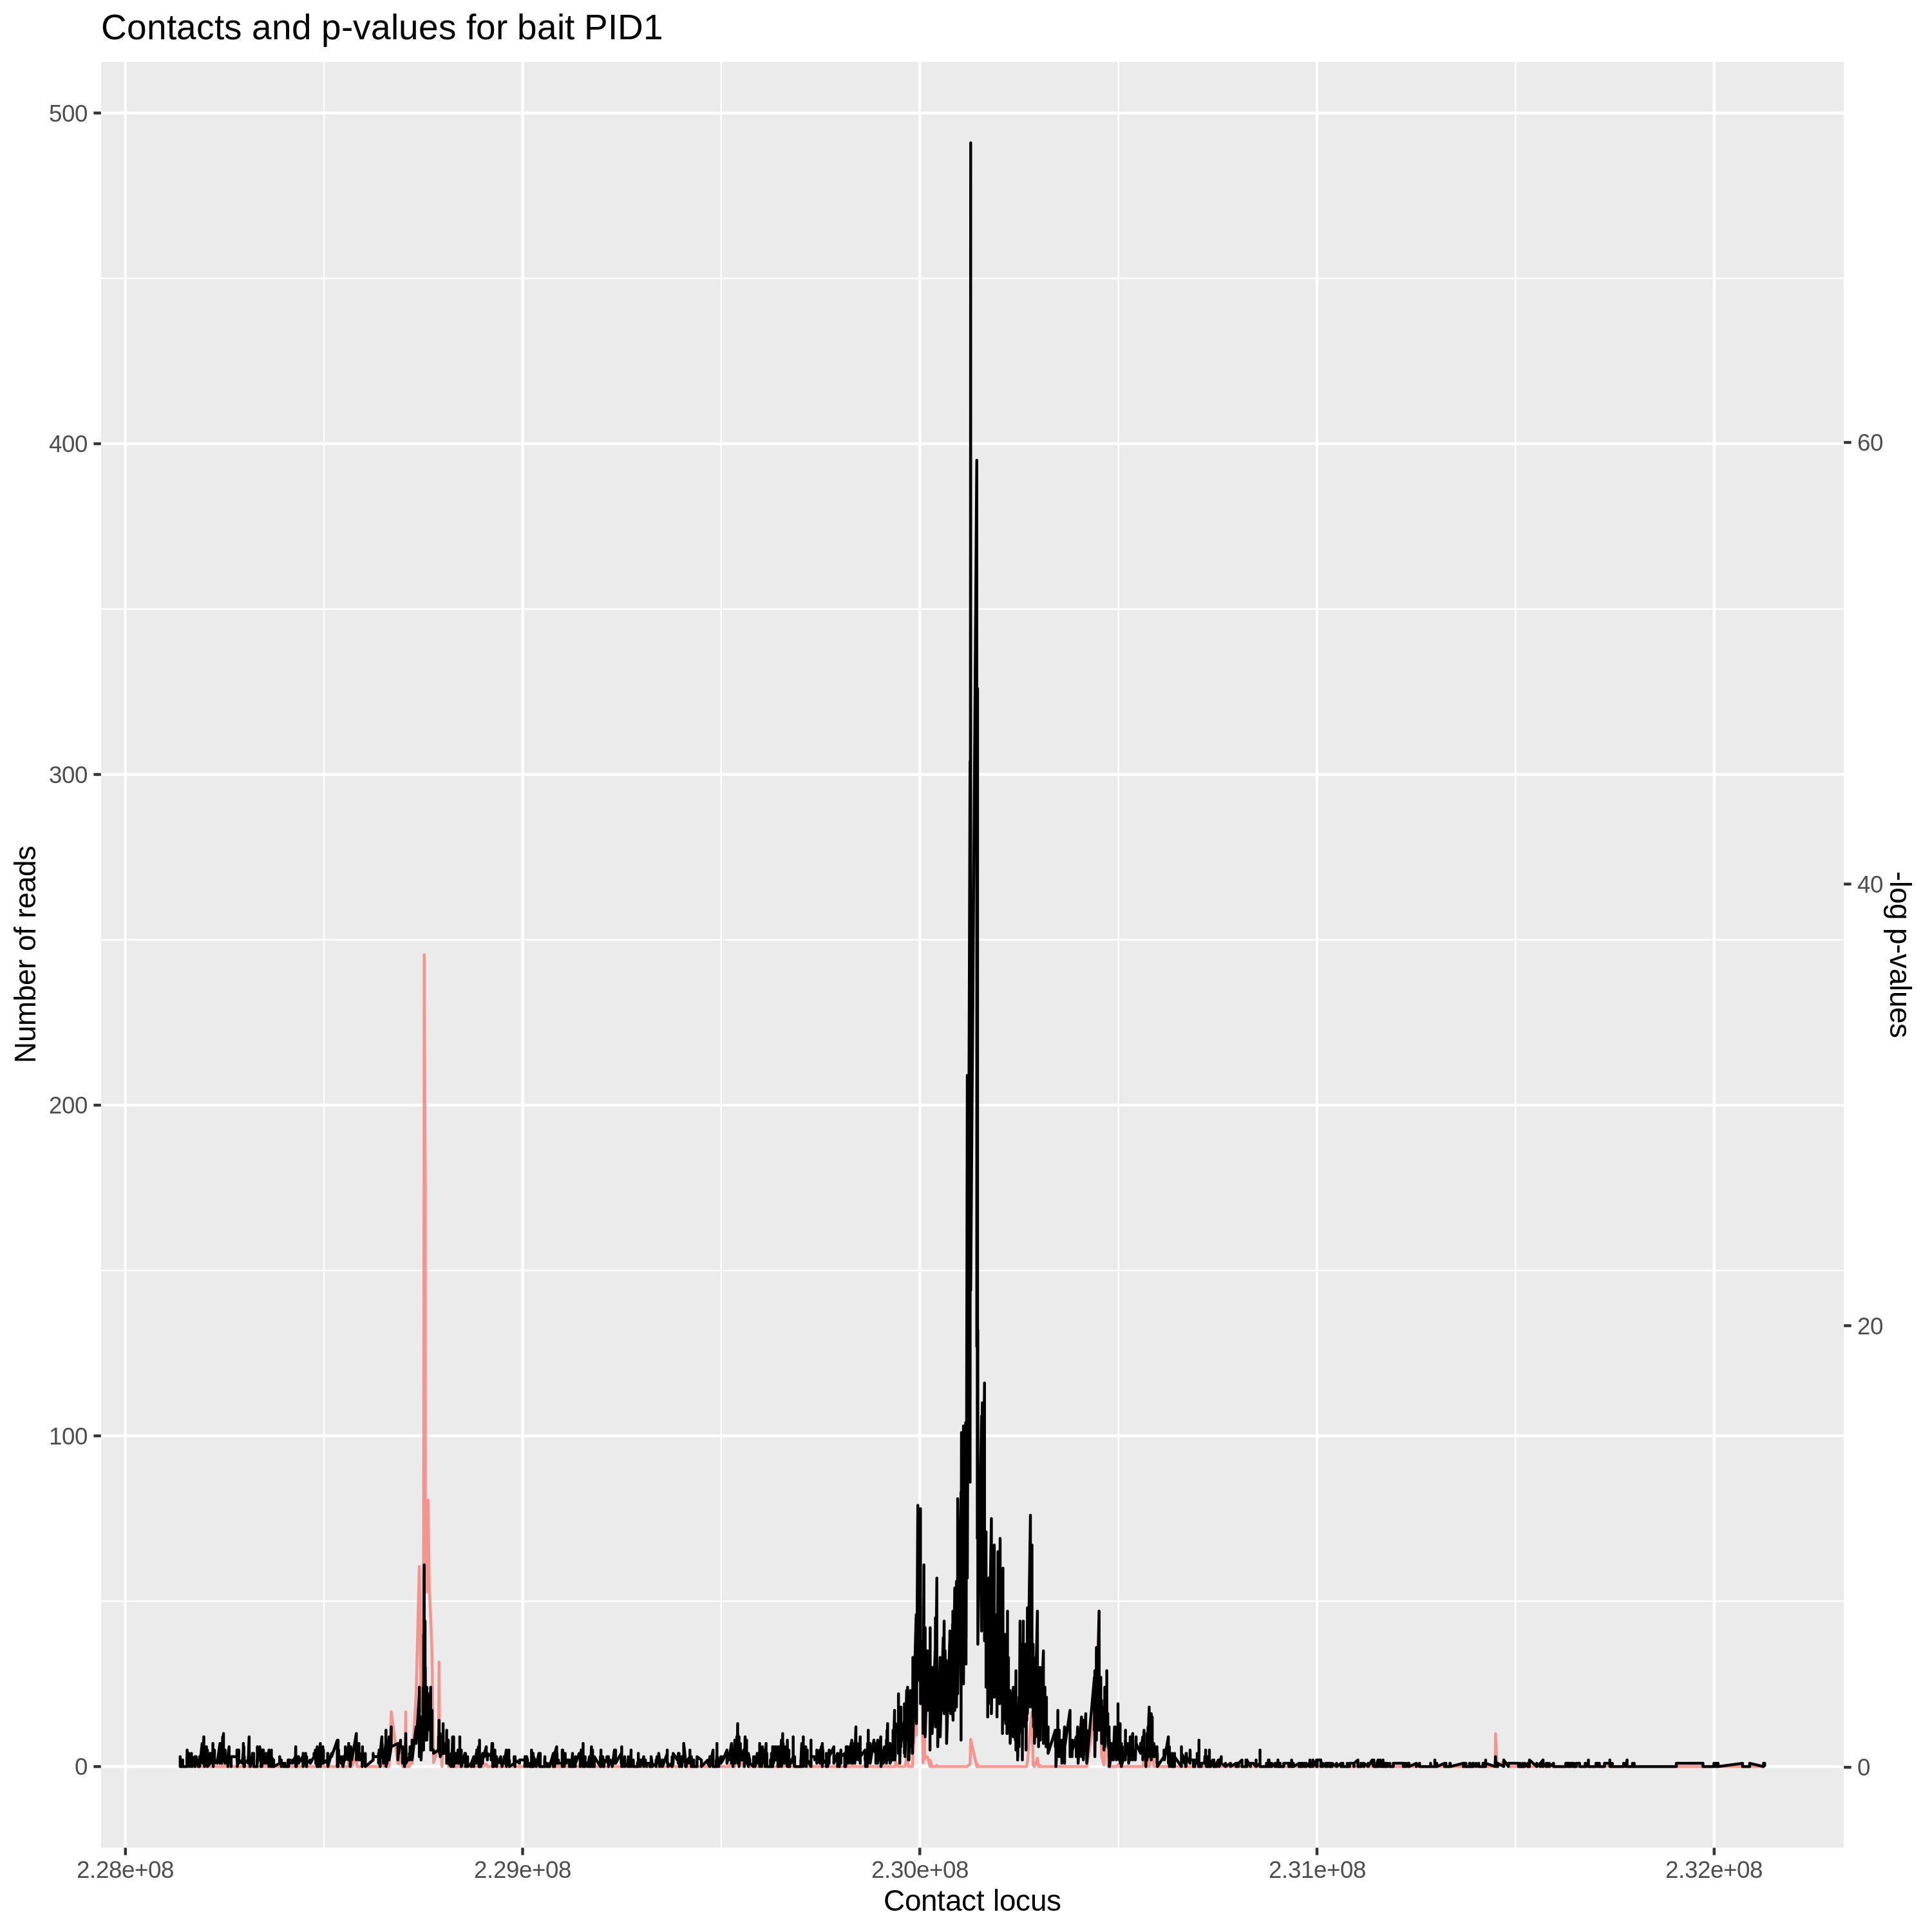 Contacts and p-values for bait PID1
500
400
300
200
100
0
Number of reads
60
40
20
0
-log p-values
2.28e+08
2.29e+08
2.30e+08
2.31e+08
2.32e+08
Contact locus